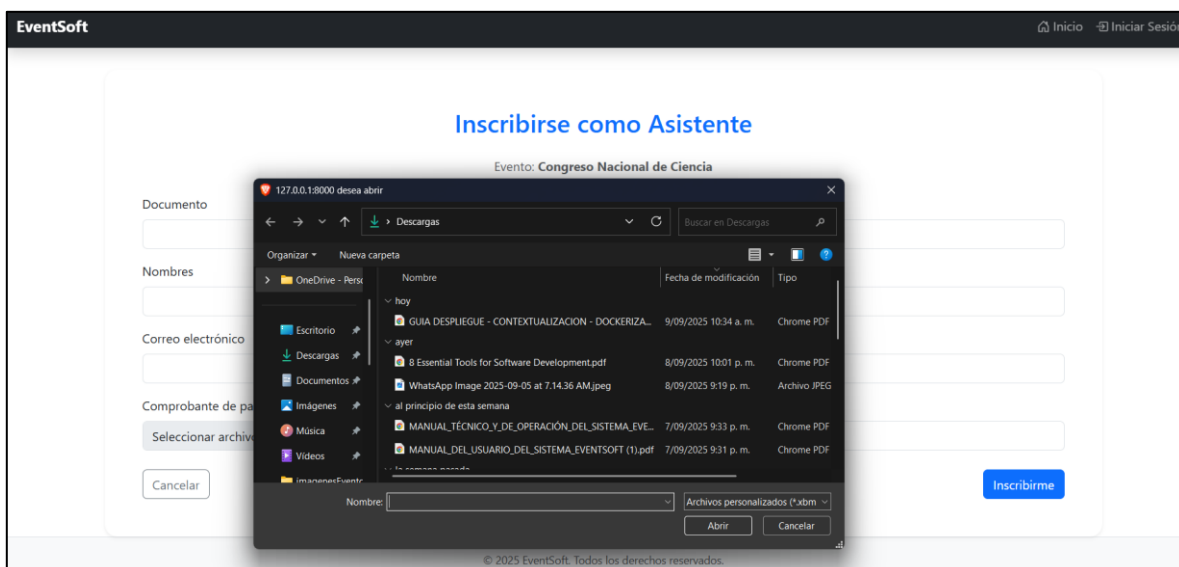 EventSoft
Inicio Iniciar Sesión
Inscribirse como Asistente
Evento: Congreso Nacional de Ciencia
127.0.0.1:8000 desea abrir
Descargas
Buscar en Descargas
Organizar
Nueva carpeta
OneDrive - Perso
Escritorio
Descargas
Documentos
Imágenes
Música
Vídeos
imagenesEvento
Nombre Fecha de modificación Tipo
hoy
GUIA DESPLIEGUE - CONTEXTUALIZACION - DOCKERIZA... 9/09/2025 10:34 a. m. Chrome PDF
ayer
8 Essential Tools for Software Development.pdf 8/09/2025 10:01 p. m. Chrome PDF
WhatsApp Image 2025-09-05 at 7.14.36 AM.jpeg 8/09/2025 9:19 p. m. Archivo JPEG
al principio de esta semana
MANUAL_TÉCNICO_Y_DE_OPERACIÓN_DEL_SISTEMA_EVE... 7/09/2025 9:33 p. m. Chrome PDF
MANUAL_DEL_USUARIO_DEL_SISTEMA_EVENTSOFT (1).pdf 7/09/2025 9:31 p. m. Chrome PDF
la semana pasada
Nombre:
Archivos personalizados (*.xbm
Abrir
Cancelar
Documento
Nombres
Correo electrónico
Comprobante de pa
Seleccionar archivo
Cancelar
Inscribirme
© 2025 EventSoft. Todos los derechos reservados.